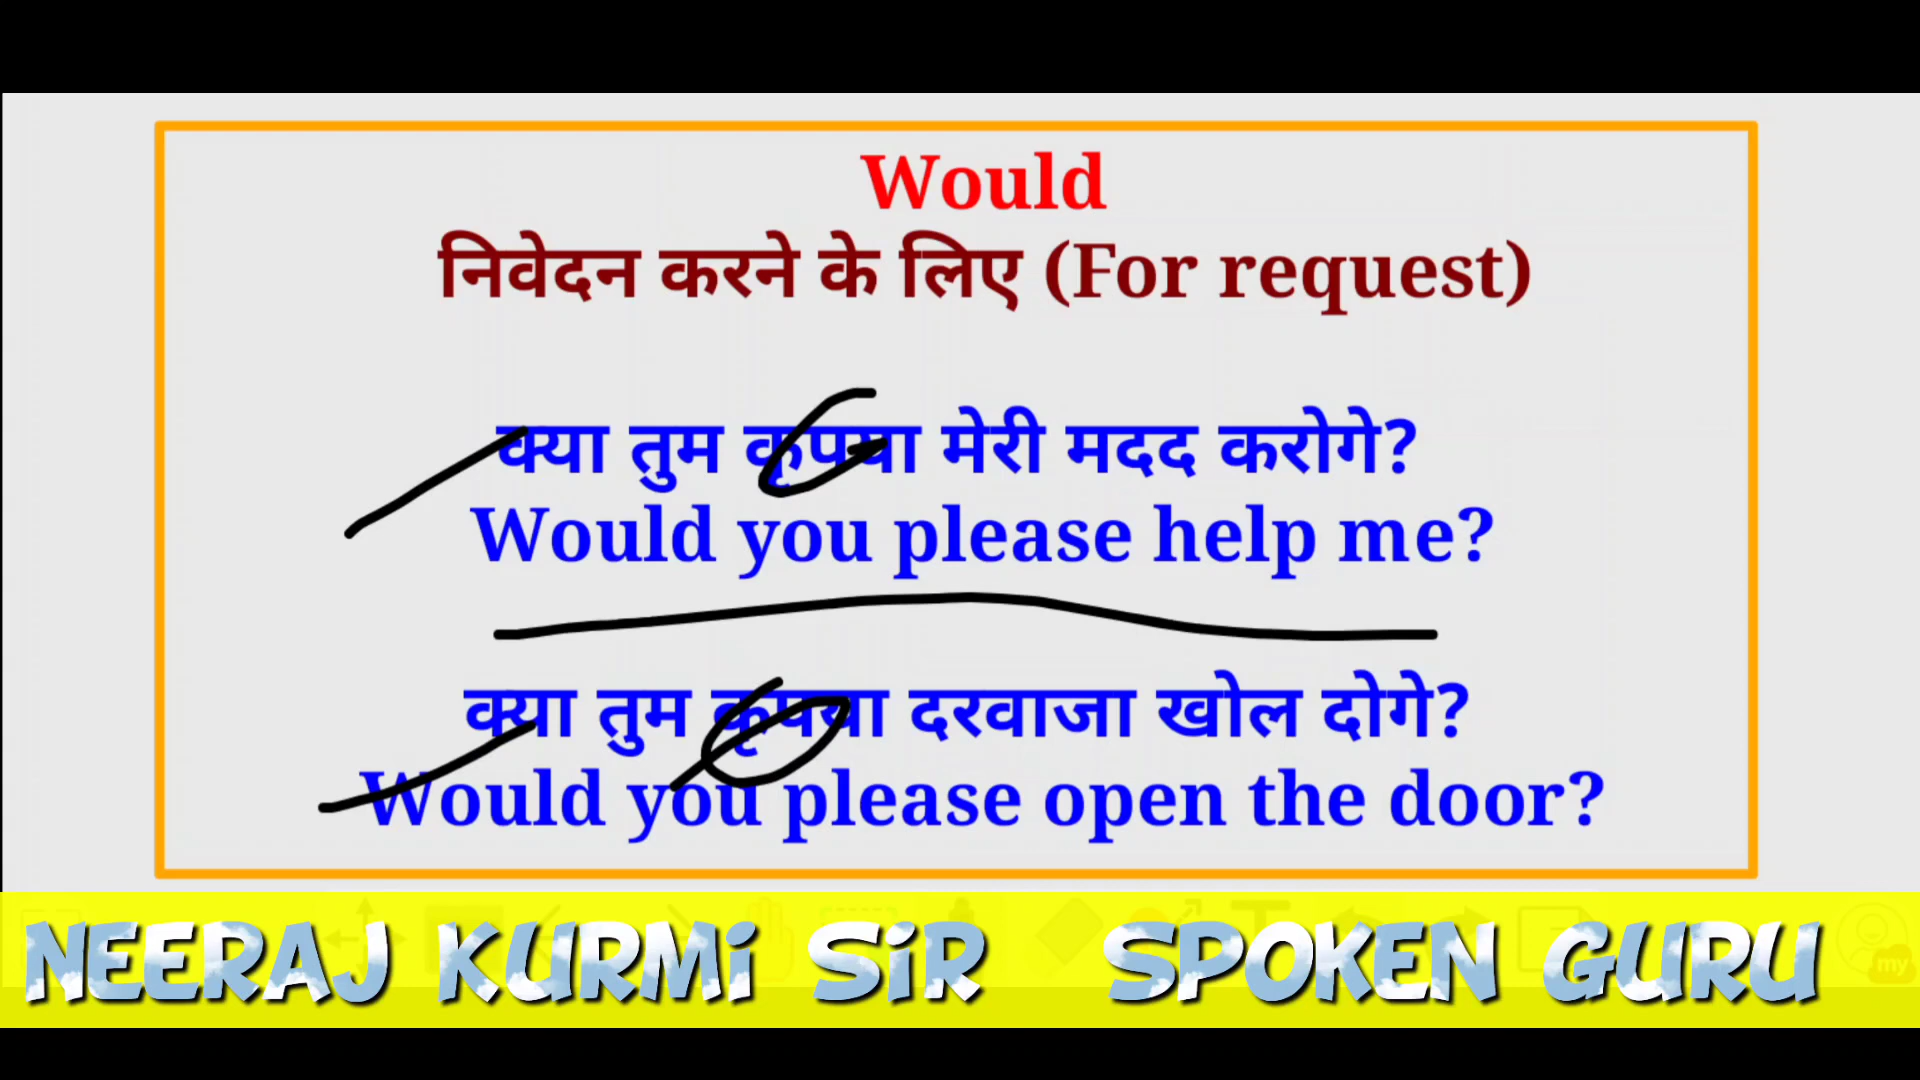 Would
निवेदन करने के लिए (For request)
क्या तुम कृपया मेरी मदद करोगे?
Would you please help me?
क्या तुम कृपया दरवाजा खोल दोगे?
Would you please open the door?
NEERAJ KURMi SiR SPOKEN GURU
my